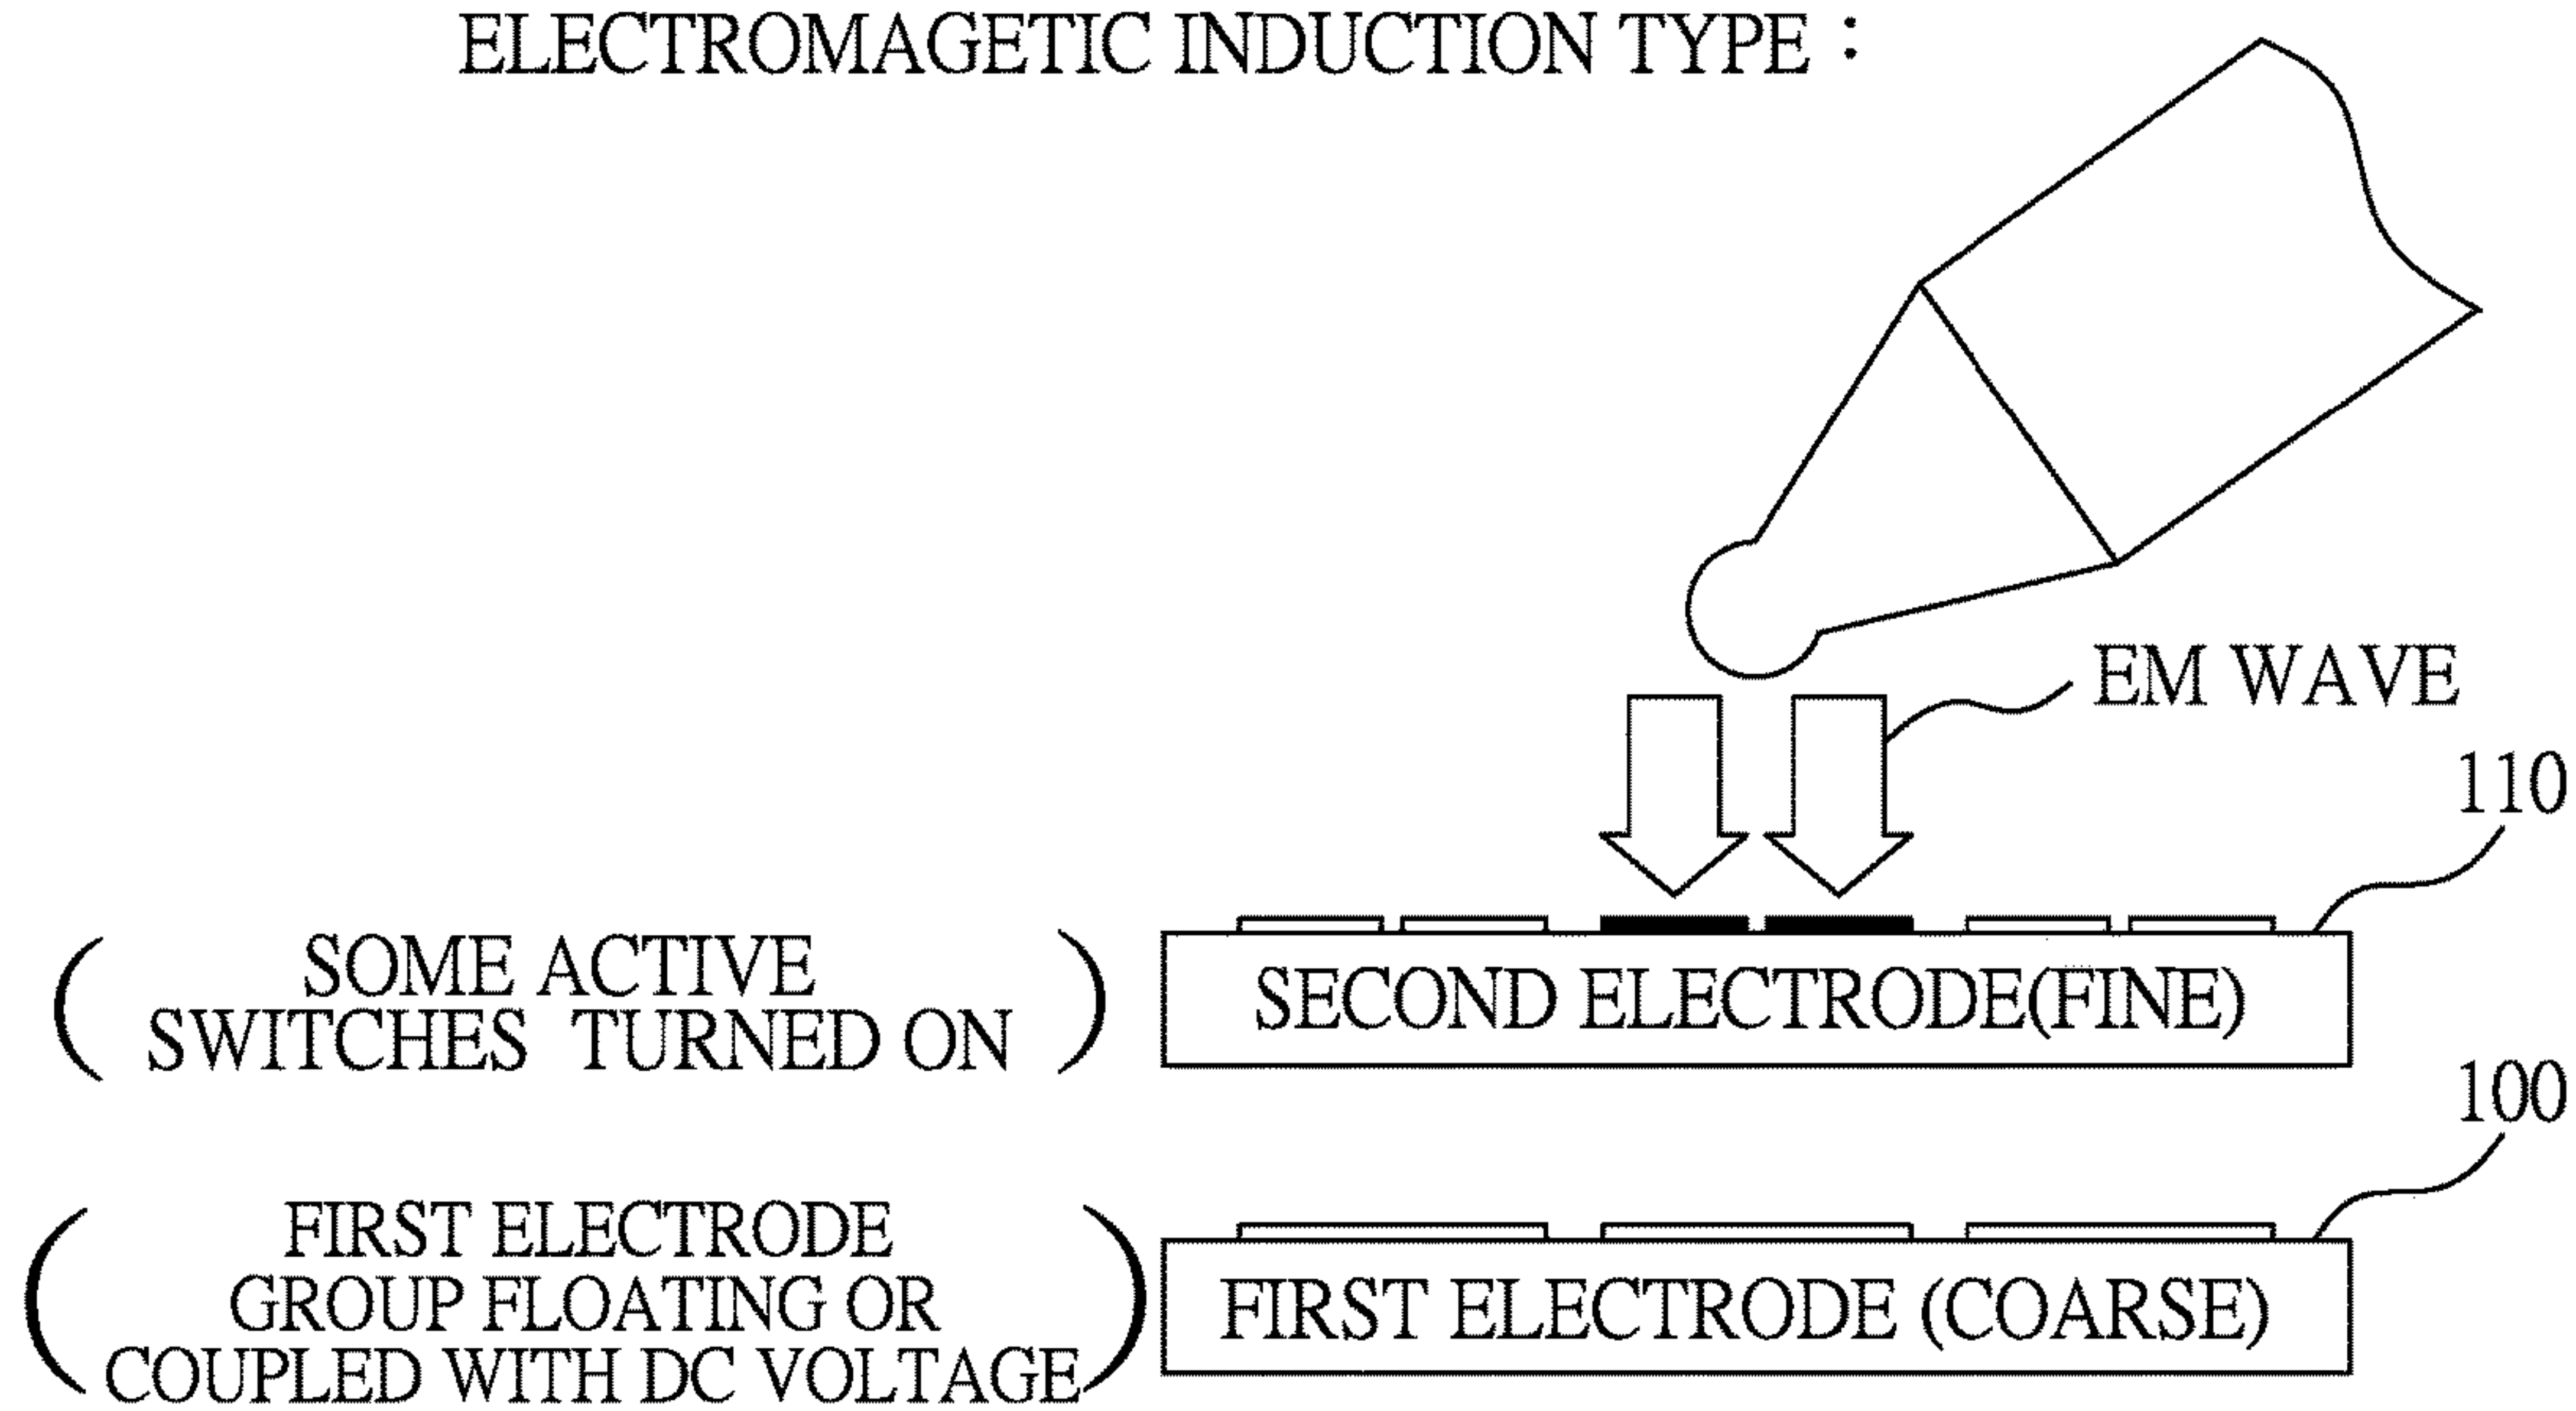 ELECTROMAGETIC INDUCTION TYPE :
EM WAVE
110
SOME ACTIVE
SWITCHES TURNED ON
SECOND ELECTRODE(FINE)
100
FIRST ELECTRODE
GROUP FLOATING OR
COUPLED WITH DC VOLTAGE
FIRST ELECTRODE (COARSE)